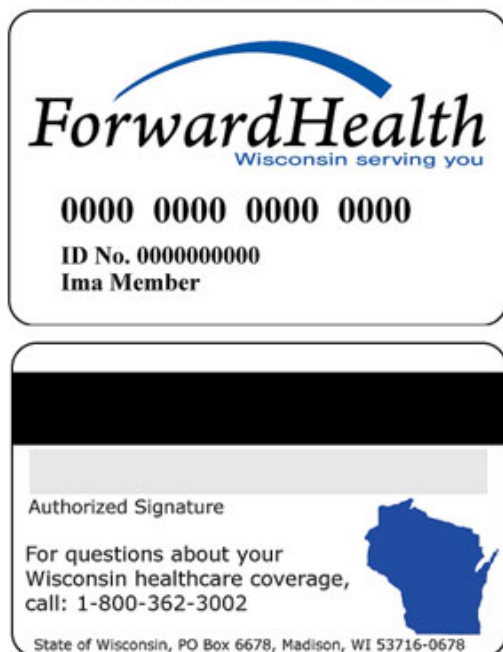 ForwardHealth
Wisconsin serving you
0000 0000 0000 0000
ID No. 0000000000
Ima Member
Authorized Signature
For questions about your
Wisconsin healthcare coverage,
call: 1-800-362-3002
State of Wisconsin, PO Box 6678, Madison, WI 53716-0678